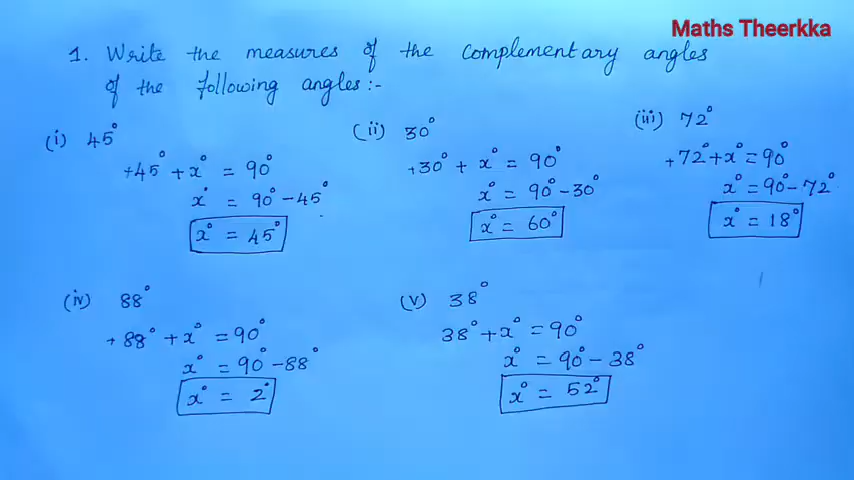 Maths Theerkka
1. Write the measures of the complementary angles
of the following angles:-
(i) 45°
+45° + x° = 90°
x° = 90° - 45°
x° = 45°
(ii) 30°
+30° + x° = 90°
x° = 90° - 30°
x° = 60°
(iii) 72°
+72° + x° = 90°
x° = 90° - 72°
x° = 18°
(iv) 88°
+88° + x° = 90°
x° = 90° - 88°
x° = 2°
(v) 38°
38° + x° = 90°
x° = 90° - 38°
x° = 52°